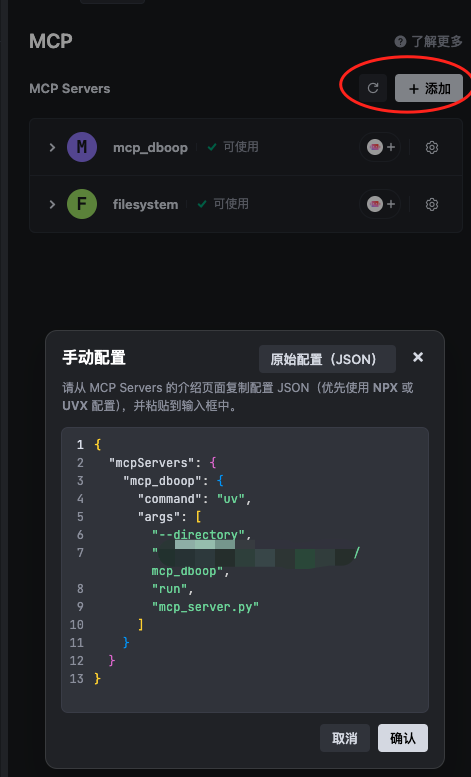 MCP
了解更多
MCP Servers
添加
M
mcp_dboop
可使用
F
filesystem
可使用
手动配置
原始配置（JSON）
请从 MCP Servers 的介绍页面复制配置 JSON（优先使用 NPX 或
UVX 配置），并粘贴到输入框中。
1 {
2 "mcpServers": {
3 "mcp_dboop": {
4 "command": "uv",
5 "args": [
6 "--directory",
7 "/
mcp_dboop",
8 "run",
9 "mcp_server.py"
10 ]
11 }
12 }
13 }
取消
确认